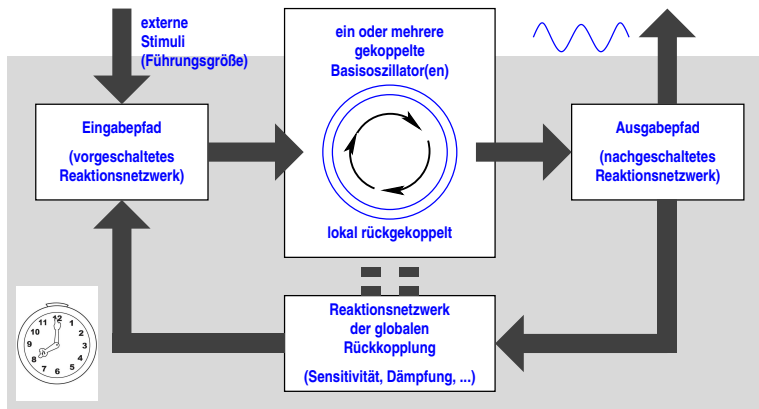 externe
Stimuli
(Führungsgröße)
ein oder mehrere
gekoppelte
Basisoszillator(en)
lokal rückgekoppelt
Eingabepfad
(vorgeschaltetes
Reaktionsnetzwerk)
Ausgabepfad
(nachgeschaltetes
Reaktionsnetzwerk)
Reaktionsnetzwerk
der globalen
Rückkopplung
(Sensitivität, Dämpfung, ...)
12
1
2
3
4
5
6
7
8
9
10
11